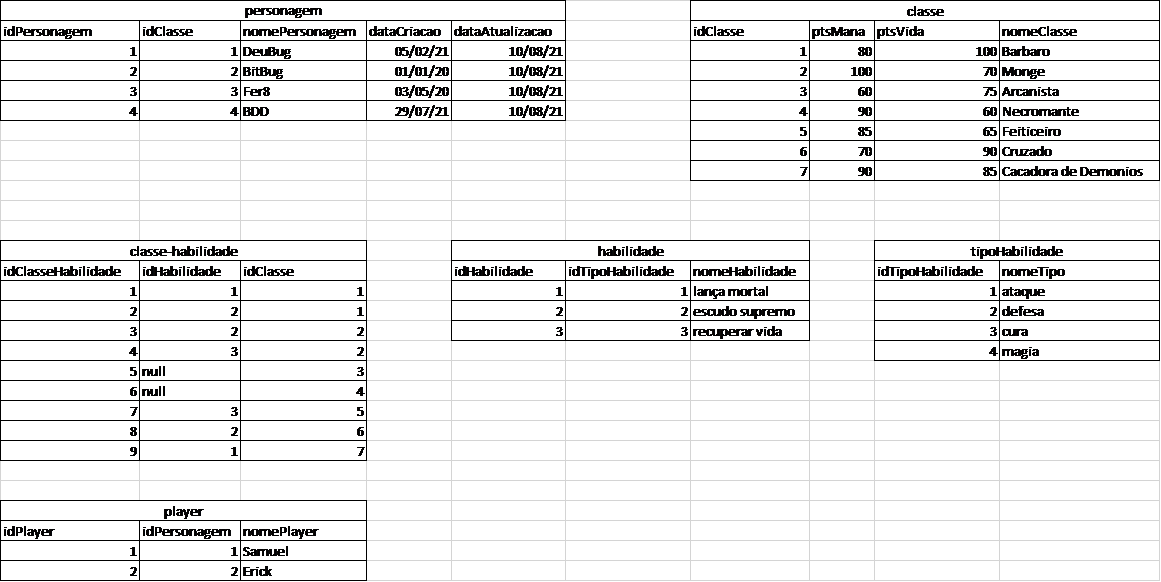 personagem
idPersonagem idClasse nomePersonagem dataCriacao dataAtualizacao
1 1 DeuBug 05/02/21 10/08/21
2 2 BitBug 01/01/20 10/08/21
3 3 Fer8 03/05/20 10/08/21
4 4 BDD 29/07/21 10/08/21
classe
idClasse ptsMana ptsVida nomeClasse
1 80 100 Barbaro
2 100 70 Monge
3 60 75 Arcanista
4 90 60 Necromante
5 85 65 Feiticeiro
6 70 90 Cruzado
7 90 85 Cacadora de Demonios
classe-habilidade
idClasseHabilidade idHabilidade idClasse
1 1 1
2 2 1
3 2 2
4 3 2
5 null 3
6 null 4
7 3 5
8 2 6
9 1 7
habilidade
idHabilidade idTipoHabilidade nomeHabilidade
1 1 lança mortal
2 2 escudo supremo
3 3 recuperar vida
tipoHabilidade
idTipoHabilidade nomeTipo
1 ataque
2 defesa
3 cura
4 magia
player
idPlayer idPersonagem nomePlayer
1 1 Samuel
2 2 Erick